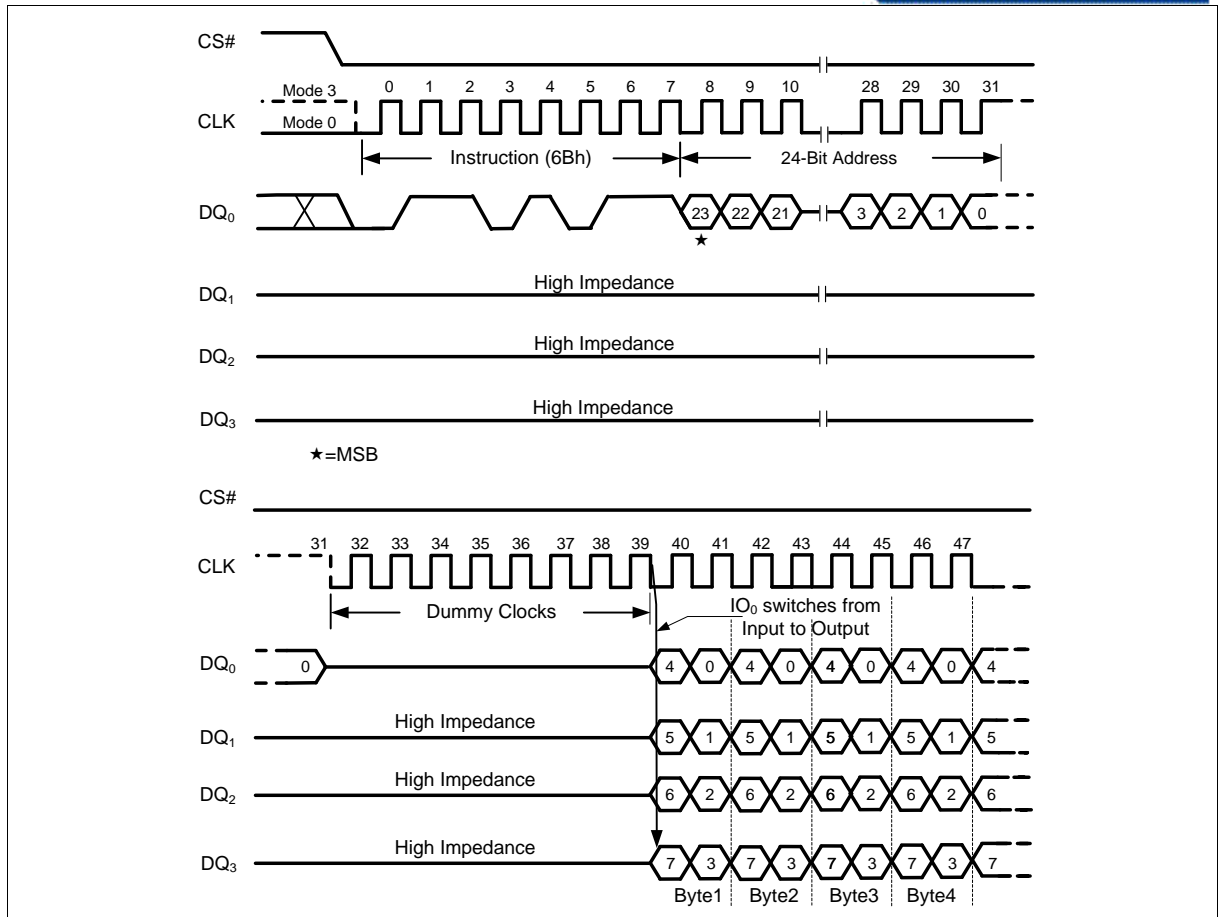 CS#
Mode 3 0 1 2 3 4 5 6 7 8 9 10 28 29 30 31
CLK Mode 0
Instruction (6Bh) 24-Bit Address
DQ0 23 22 21 3 2 1 0
★
High Impedance
DQ1
High Impedance
DQ2
High Impedance
DQ3
★=MSB
CS#
31 32 33 34 35 36 37 38 39 40 41 42 43 44 45 46 47
CLK
Dummy Clocks IO0 switches from
Input to Output
DQ0 0 4 0 4 0 4 0 4 0 4
High Impedance
DQ1 5 1 5 1 5 1 5 1 5
High Impedance
DQ2 6 2 6 2 6 2 6 2 6
High Impedance
DQ3 7 3 7 3 7 3 7 3 7
Byte1 Byte2 Byte3 Byte4